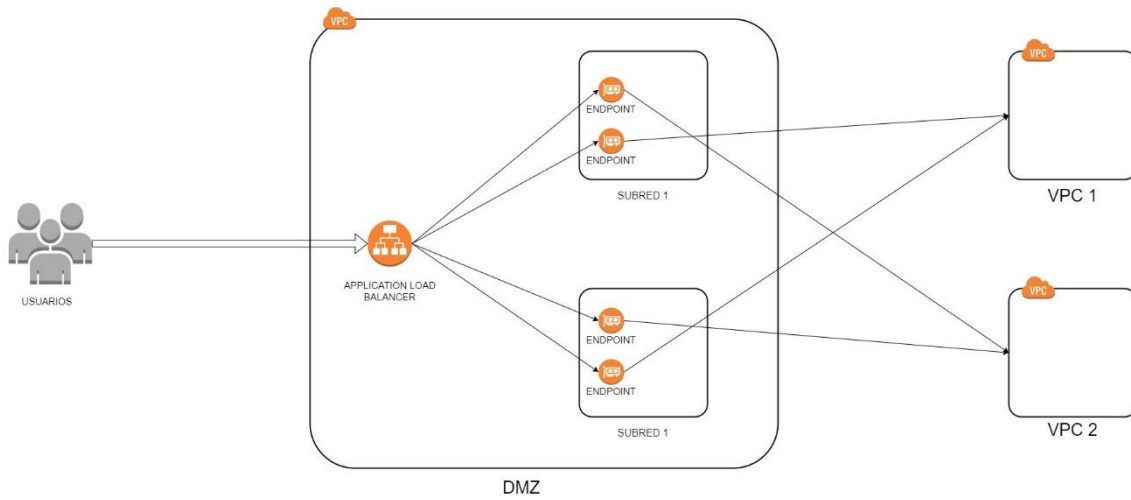 VPC
ENDPOINT
ENDPOINT
SUBRED 1
VPC
VPC 1
USUARIOS
APPLICATION LOAD
BALANCER
ENDPOINT
ENDPOINT
SUBRED 1
VPC
VPC 2
DMZ